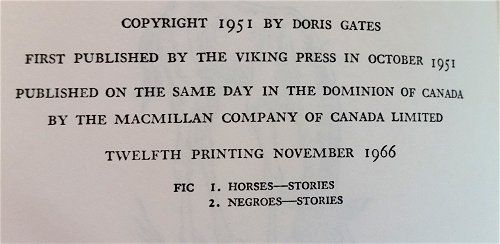 COPYRIGHT 1951 BY DORIS GATES
FIRST PUBLISHED BY THE VIKING PRESS IN OCTOBER 1951
PUBLISHED ON THE SAME DAY IN THE DOMINION OF CANADA
BY THE MACMILLAN COMPANY OF CANADA LIMITED
TWELFTH PRINTING NOVEMBER 1966
FIC 1. HORSES—STORIES
2. NEGROES—STORIES